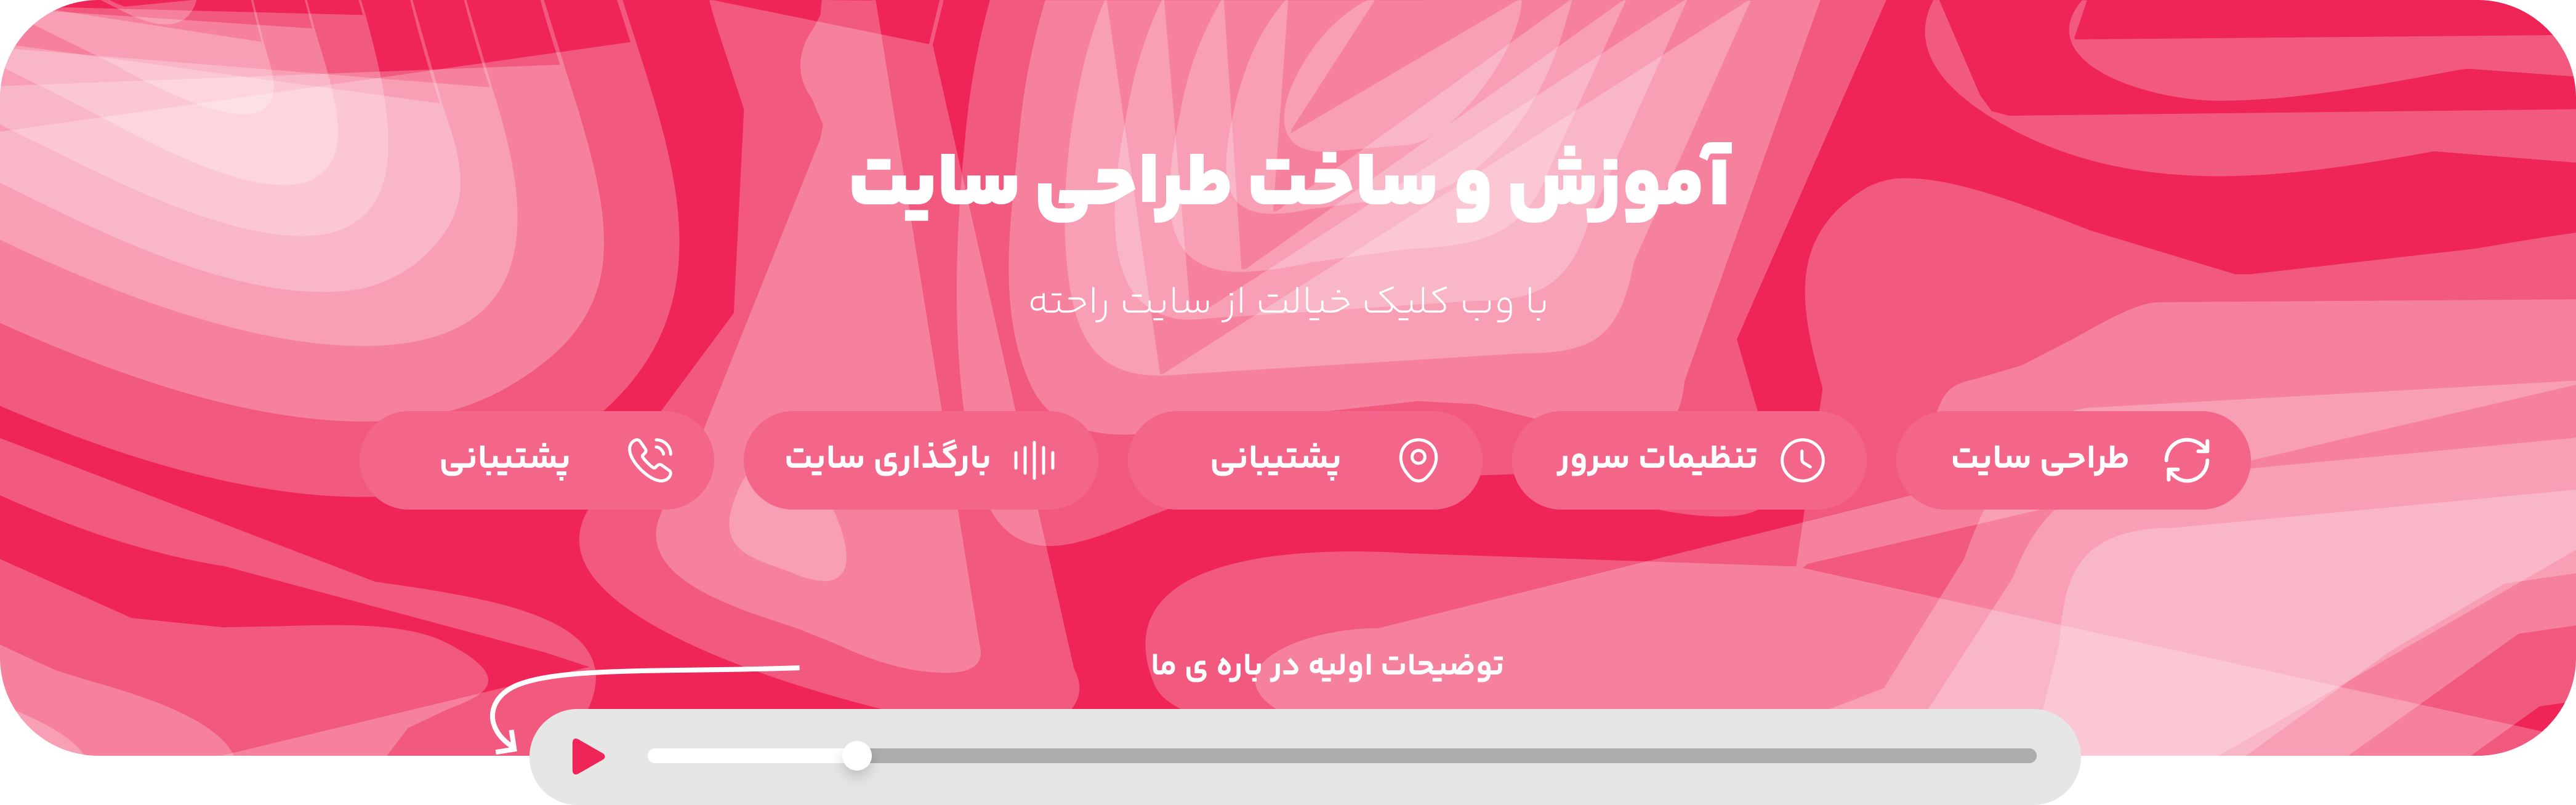 آموزش و ساخت طراحی سایت
با وب کلیک خیالت از سایت راحته
طراحی سایت
تنظیمات سرور
پشتیبانی
بارگذاری سایت
پشتیبانی
توضیحات اولیه در باره ی ما